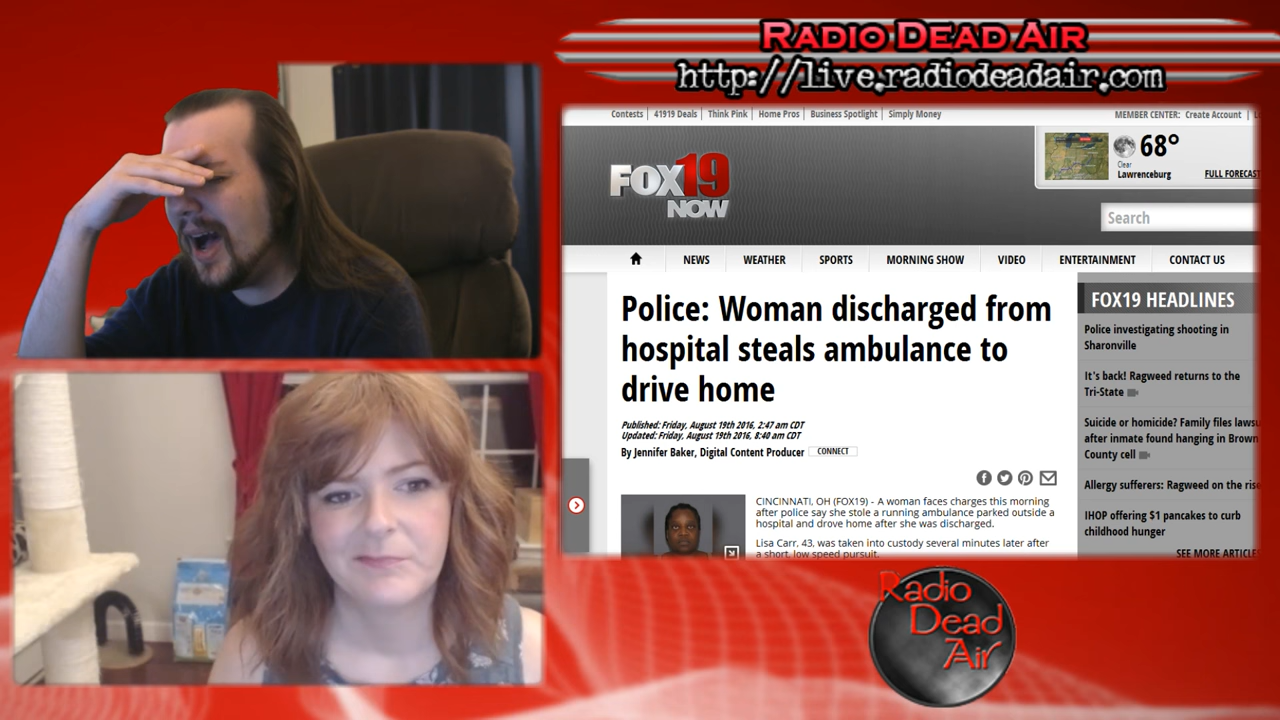 Radio Dead Air
http://live.radiodeadair.com
Contests | 41919 Deals | Think Pink | Home Pros | Business Spotlight | Simply Money
MEMBER CENTER: Create Account |
FOX19
NOW
68°
Clear
Lawrenceburg
FULL FORECAST
Search
NEWS WEATHER SPORTS MORNING SHOW VIDEO ENTERTAINMENT CONTACT US
Police: Woman discharged from
hospital steals ambulance to
drive home
Published: Friday, August 19th 2016, 2:47 am CDT
Updated: Friday, August 19th 2016, 8:40 am CDT
By Jennifer Baker, Digital Content Producer
CONNECT
CINCINNATI, OH (FOX19) - A woman faces charges this morning
after police say she stole a running ambulance parked outside a
hospital and drove home after she was discharged.
Lisa Carr, 43, was taken into custody several minutes later after
a short, low speed pursuit.
FOX19 HEADLINES
Police investigating shooting in
Sharonville
It's back! Ragweed returns to the
Tri-State
Suicide or homicide? Family files lawsu
after inmate found hanging in Brown
County cell
Allergy sufferers: Ragweed on the rise
IHOP offering $1 pancakes to curb
childhood hunger
SEE MORE ARTICLE
Radio
Dead
Air